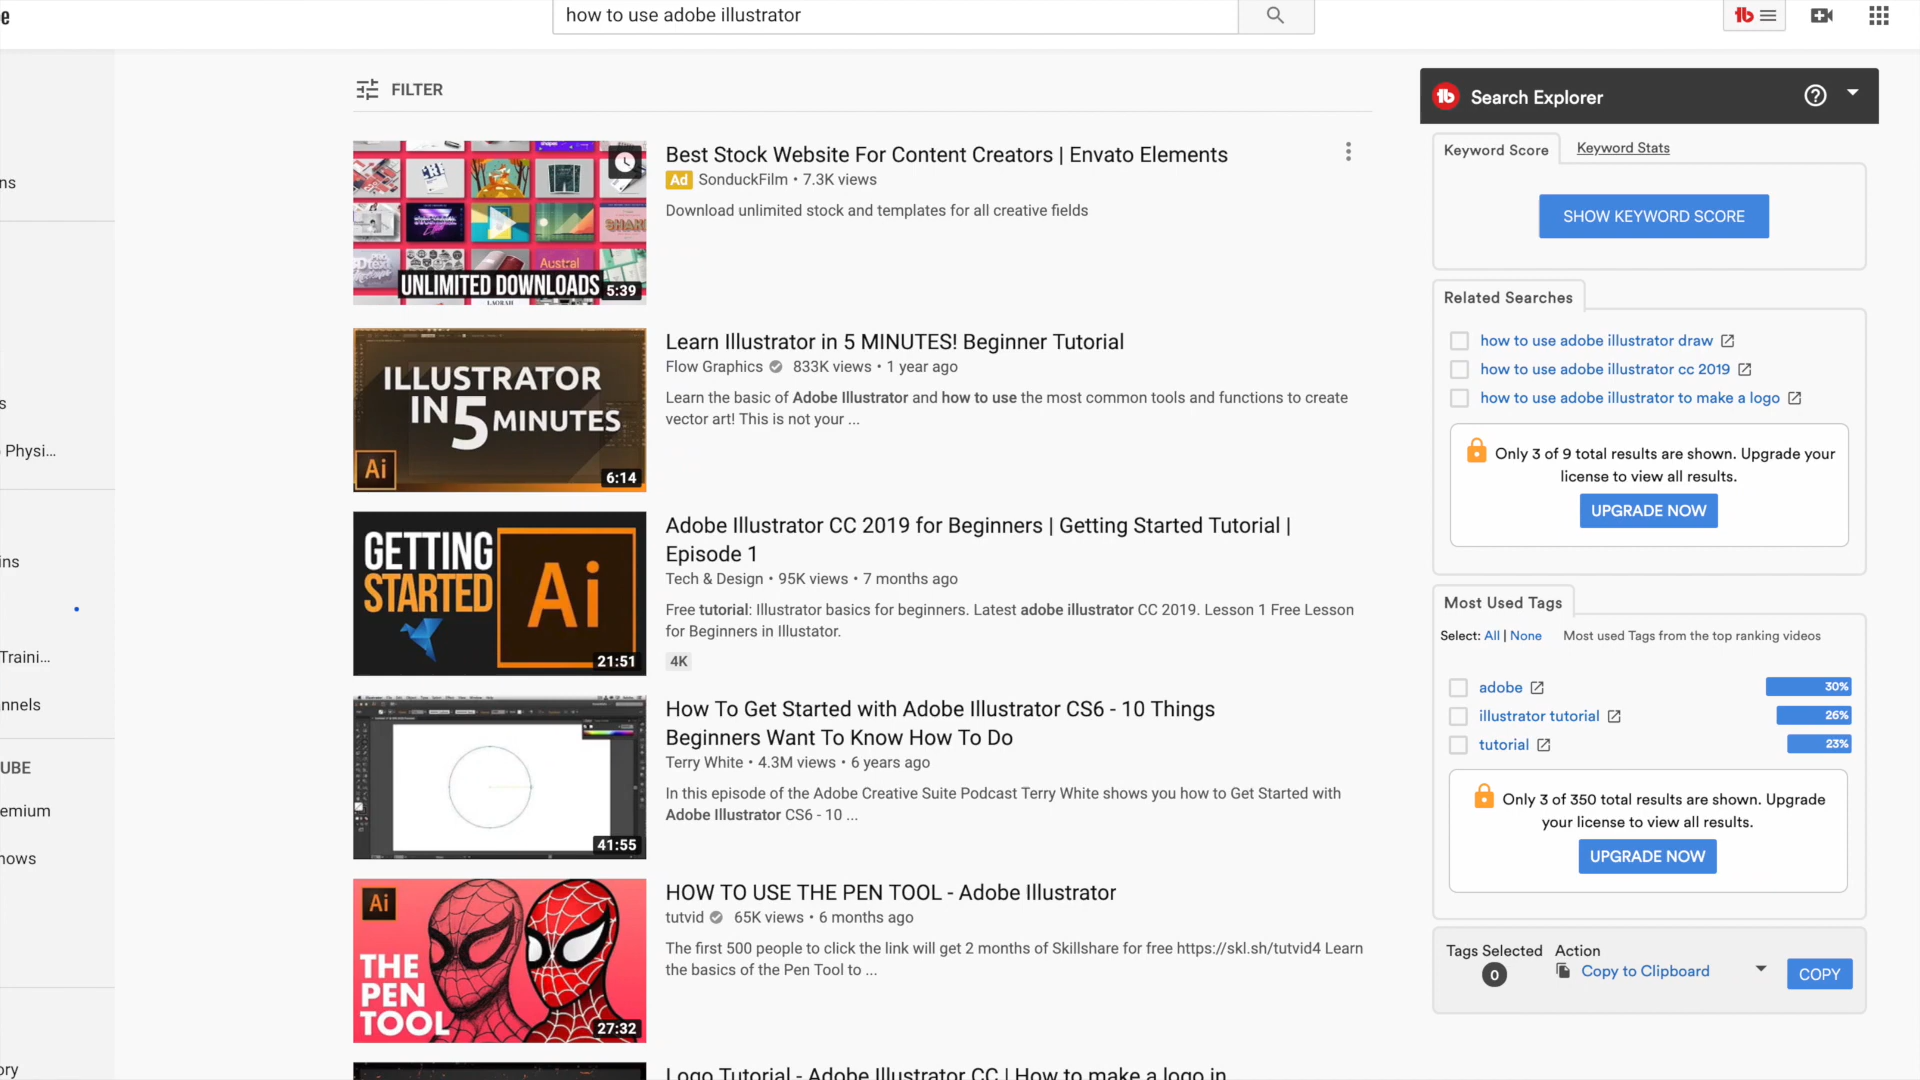 how to use adobe illustrator
FILTER
UNLIMITED DOWNLOADS
5:39
Best Stock Website For Content Creators | Envato Elements
Ad SonduckFilm • 7.3K views
Download unlimited stock and templates for all creative fields
ILLUSTRATOR
IN 5 MINUTES
Ai
6:14
Learn Illustrator in 5 MINUTES! Beginner Tutorial
Flow Graphics 833K views • 1 year ago
Learn the basic of Adobe Illustrator and how to use the most common tools and functions to create
vector art! This is not your ...
GETTING
STARTED
Ai
21:51
Adobe Illustrator CC 2019 for Beginners | Getting Started Tutorial |
Episode 1
Tech & Design • 95K views • 7 months ago
Free tutorial: Illustrator basics for beginners. Latest adobe illustrator CC 2019. Lesson 1 Free Lesson
for Beginners in Illustator.
4K
41:55
How To Get Started with Adobe Illustrator CS6 - 10 Things
Beginners Want To Know How To Do
Terry White • 4.3M views • 6 years ago
In this episode of the Adobe Creative Suite Podcast Terry White shows you how to Get Started with
Adobe Illustrator CS6 - 10 ...
Ai
THE
PEN
TOOL
27:32
HOW TO USE THE PEN TOOL - Adobe Illustrator
tutvid 65K views • 6 months ago
The first 500 people to click the link will get 2 months of Skillshare for free https://skl.sh/tutvid4 Learn
the basics of the Pen Tool to ...
Logo Tutorial - Adobe Illustrator CC | How to make a logo in
ns
s
Physi...
ins
Traini...
nnels
UBE
emium
hows
ory
Search Explorer
Keyword Score Keyword Stats
SHOW KEYWORD SCORE
Related Searches
how to use adobe illustrator draw
how to use adobe illustrator cc 2019
how to use adobe illustrator to make a logo
Only 3 of 9 total results are shown. Upgrade your
license to view all results.
UPGRADE NOW
Most Used Tags
Select: All | None Most used Tags from the top ranking videos
adobe 30%
illustrator tutorial 26%
tutorial 23%
Only 3 of 350 total results are shown. Upgrade
your license to view all results.
UPGRADE NOW
Tags Selected Action
0 Copy to Clipboard COPY